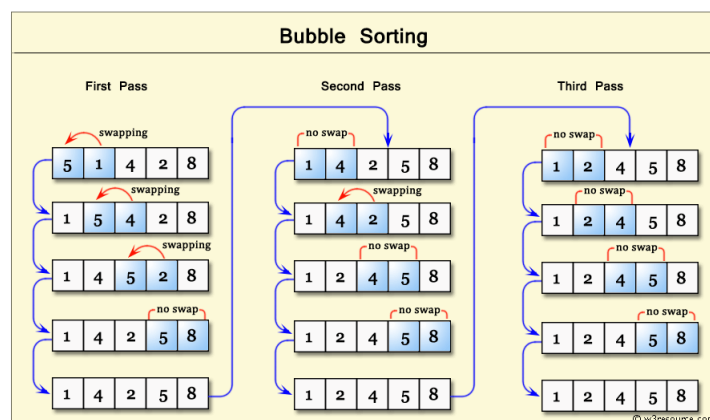 Bubble Sorting
First Pass
swapping
5 1 4 2 8
swapping
1 5 4 2 8
swapping
1 4 5 2 8
no swap
1 4 2 5 8
1 4 2 5 8
Second Pass
no swap
1 4 2 5 8
swapping
1 4 2 5 8
no swap
1 2 4 5 8
no swap
1 2 4 5 8
1 2 4 5 8
Third Pass
no swap
1 2 4 5 8
no swap
1 2 4 5 8
no swap
1 2 4 5 8
no swap
1 2 4 5 8
1 2 4 5 8
© w3resource.com